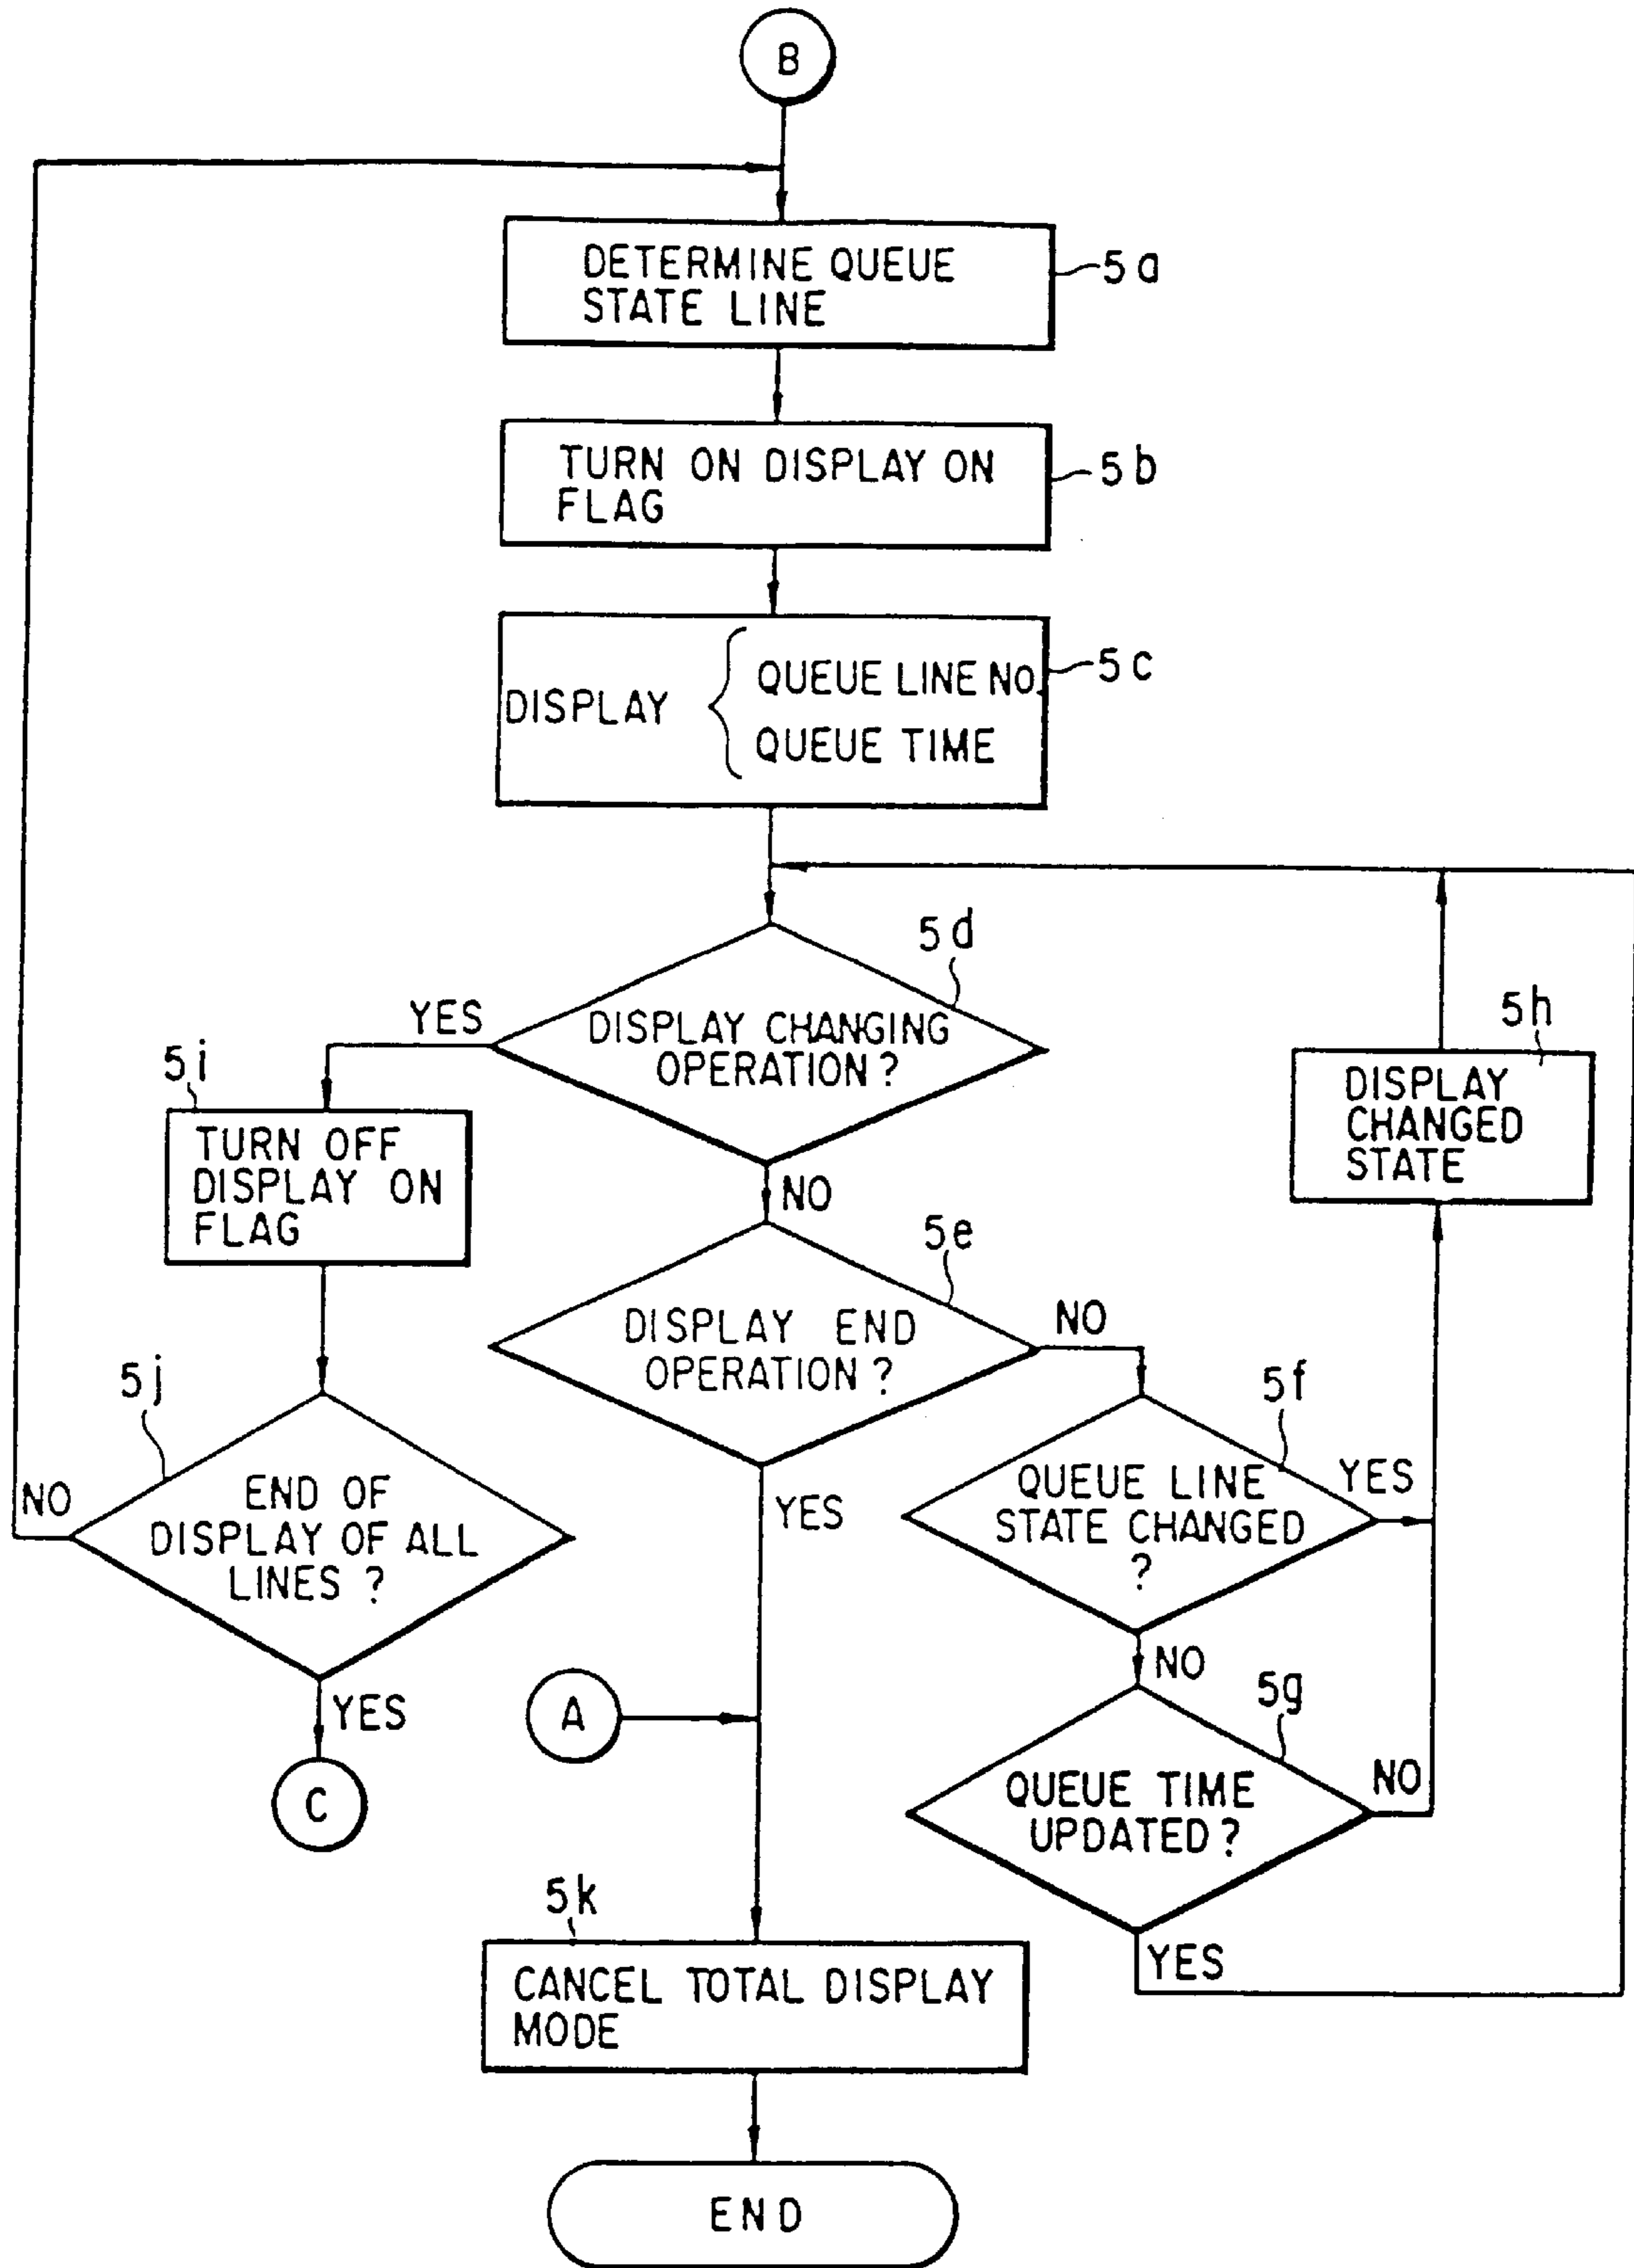 B
DETERMINE QUEUE
STATE LINE
5a
TURN ON DISPLAY ON
FLAG
5b
DISPLAY { QUEUE LINE NO.
QUEUE TIME
5c
5d
DISPLAY CHANGING
OPERATION ?
YES
NO
5h
DISPLAY
CHANGED
STATE
5i
TURN OFF
DISPLAY ON
FLAG
5e
DISPLAY END
OPERATION ?
NO
YES
5j
END OF
DISPLAY OF ALL
LINES ?
NO
YES
5f
QUEUE LINE
STATE CHANGED
?
YES
NO
A
C
5g
QUEUE TIME
UPDATED ?
NO
YES
5k
CANCEL TOTAL DISPLAY
MODE
END